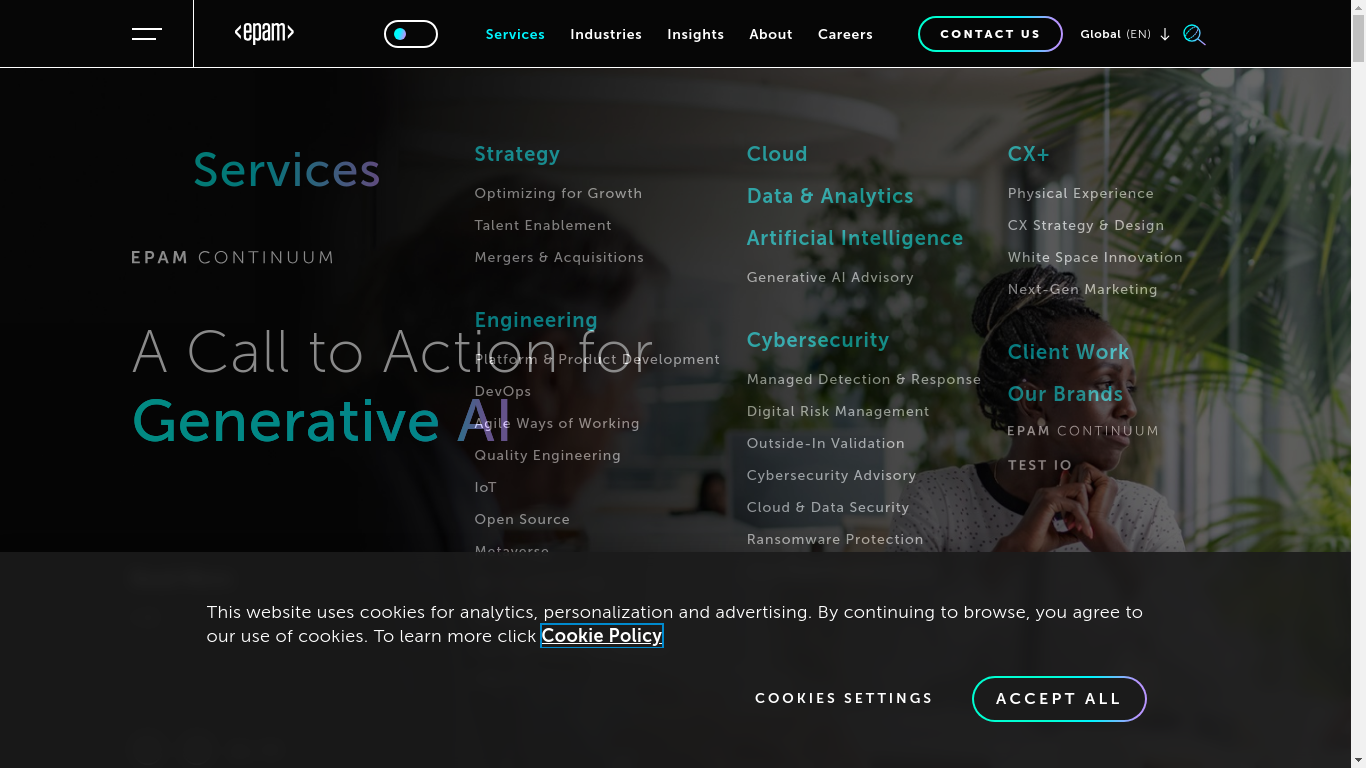 <epam>
Services
Industries
Insights
About
Careers
CONTACT US
Global (EN)
Services
EPAM CONTINUUM
A Call to Action for
Generative AI
Strategy
Optimizing for Growth
Talent Enablement
Mergers & Acquisitions
Engineering
Platform & Product Development
DevOps
Agile Ways of Working
Quality Engineering
IoT
Open Source
Metaverse
Cloud
Data & Analytics
Artificial Intelligence
Generative AI Advisory
Cybersecurity
Managed Detection & Response
Digital Risk Management
Outside-In Validation
Cybersecurity Advisory
Cloud & Data Security
Ransomware Protection
CX+
Physical Experience
CX Strategy & Design
White Space Innovation
Next-Gen Marketing
Client Work
Our Brands
EPAM CONTINUUM
TEST IO
This website uses cookies for analytics, personalization and advertising. By continuing to browse, you agree to
our use of cookies. To learn more click Cookie Policy
COOKIES SETTINGS
ACCEPT ALL